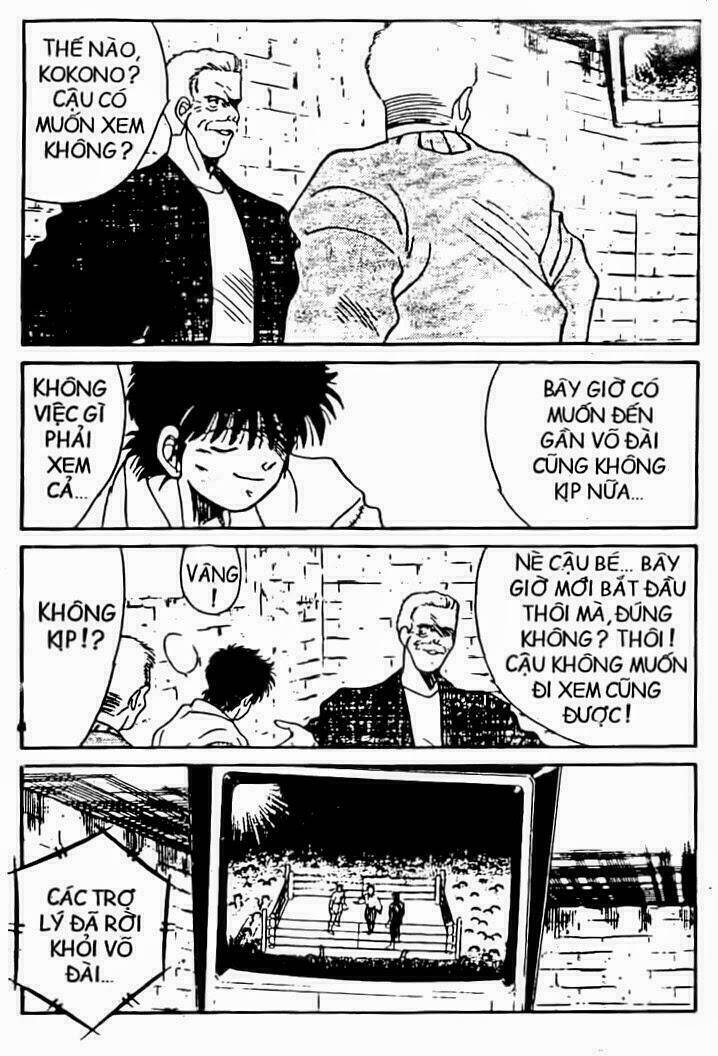 THẾ NÀO,
KOKONO?
CẬU CÓ
MUỐN XEM
KHÔNG?
KHÔNG
VIỆC GÌ
PHẢI
XEM
CẢ...
BÂY GIỜ CÓ
MUỐN ĐẾN
GẦN VÕ ĐÀI
CŨNG KHÔNG
KỊP NỮA...
KHÔNG
KỊP!?
VÂNG
!
NÈ CẬU BÉ... BÂY
GIỜ MỚI BẮT ĐẦU
THÔI MÀ, ĐÚNG
KHÔNG? THÔI!
CẬU KHÔNG MUỐN
ĐI XEM CŨNG
ĐƯỢC!
CÁC TRỢ
LÝ ĐÃ RỜI
KHỎI VÕ
ĐÀI...